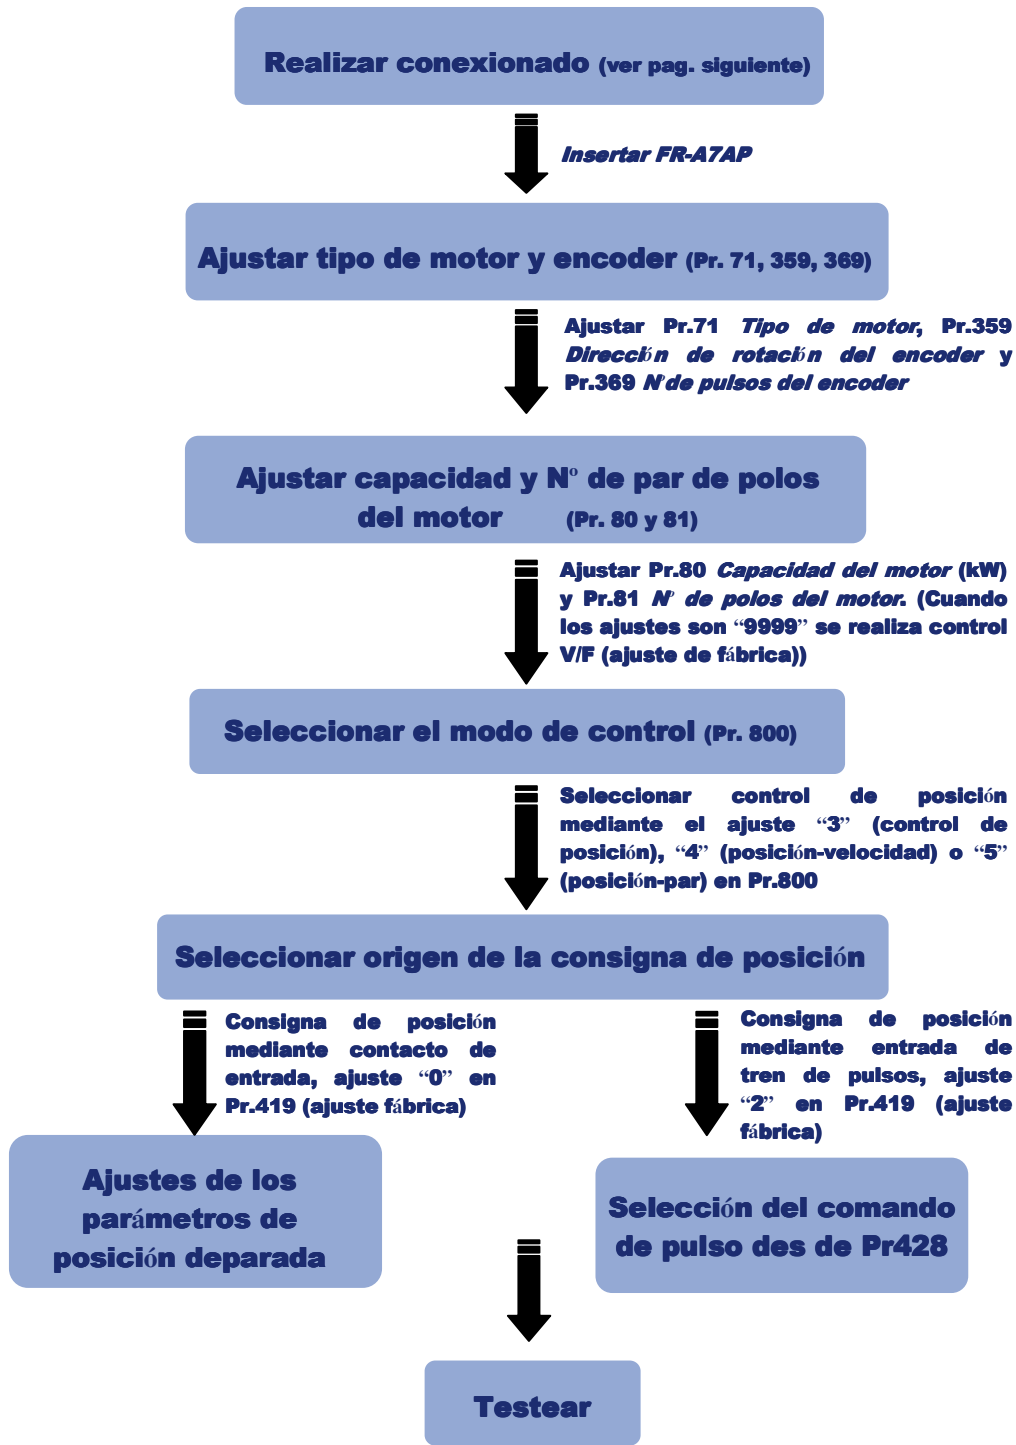 Realizar conexionado (ver pag. siguiente)
Insertar FR-A7AP
Ajustar tipo de motor y encoder (Pr. 71, 359, 369)
Ajustar Pr.71 Tipo de motor, Pr.359
Dirección de rotación del encoder y
Pr.369 Nº de pulsos del encoder
Ajustar capacidad y Nº de par de polos
del motor (Pr. 80 y 81)
Ajustar Pr.80 Capacidad del motor (kW)
y Pr.81 Nº de polos del motor. (Cuando
los ajustes son “9999” se realiza control
V/F (ajuste de fábrica))
Seleccionar el modo de control (Pr. 800)
Seleccionar control de posición
mediante el ajuste “3” (control de
posición), “4” (posición-velocidad) o “5”
(posición-par) en Pr.800
Seleccionar origen de la consigna de posición
Consigna de posición
mediante contacto de
entrada, ajuste “0” en
Pr.419 (ajuste fábrica)
Consigna de posición
mediante entrada de
tren de pulsos, ajuste
“2” en Pr.419 (ajuste
fábrica)
Ajustes de los
parámetros de
posición deparada
Selección del comando
de pulso des de Pr428
Testear